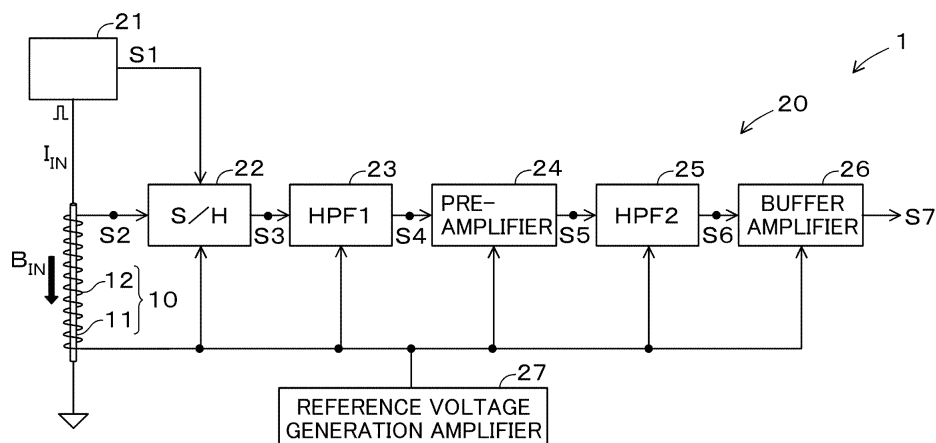 21
S1
1
20
I_IN
22
23
24
25
26
S/H
HPF1
PRE-
AMPLIFIER
HPF2
BUFFER
AMPLIFIER
S2
S3
S4
S5
S6
S7
B_IN
12
11
10
27
REFERENCE VOLTAGE
GENERATION AMPLIFIER